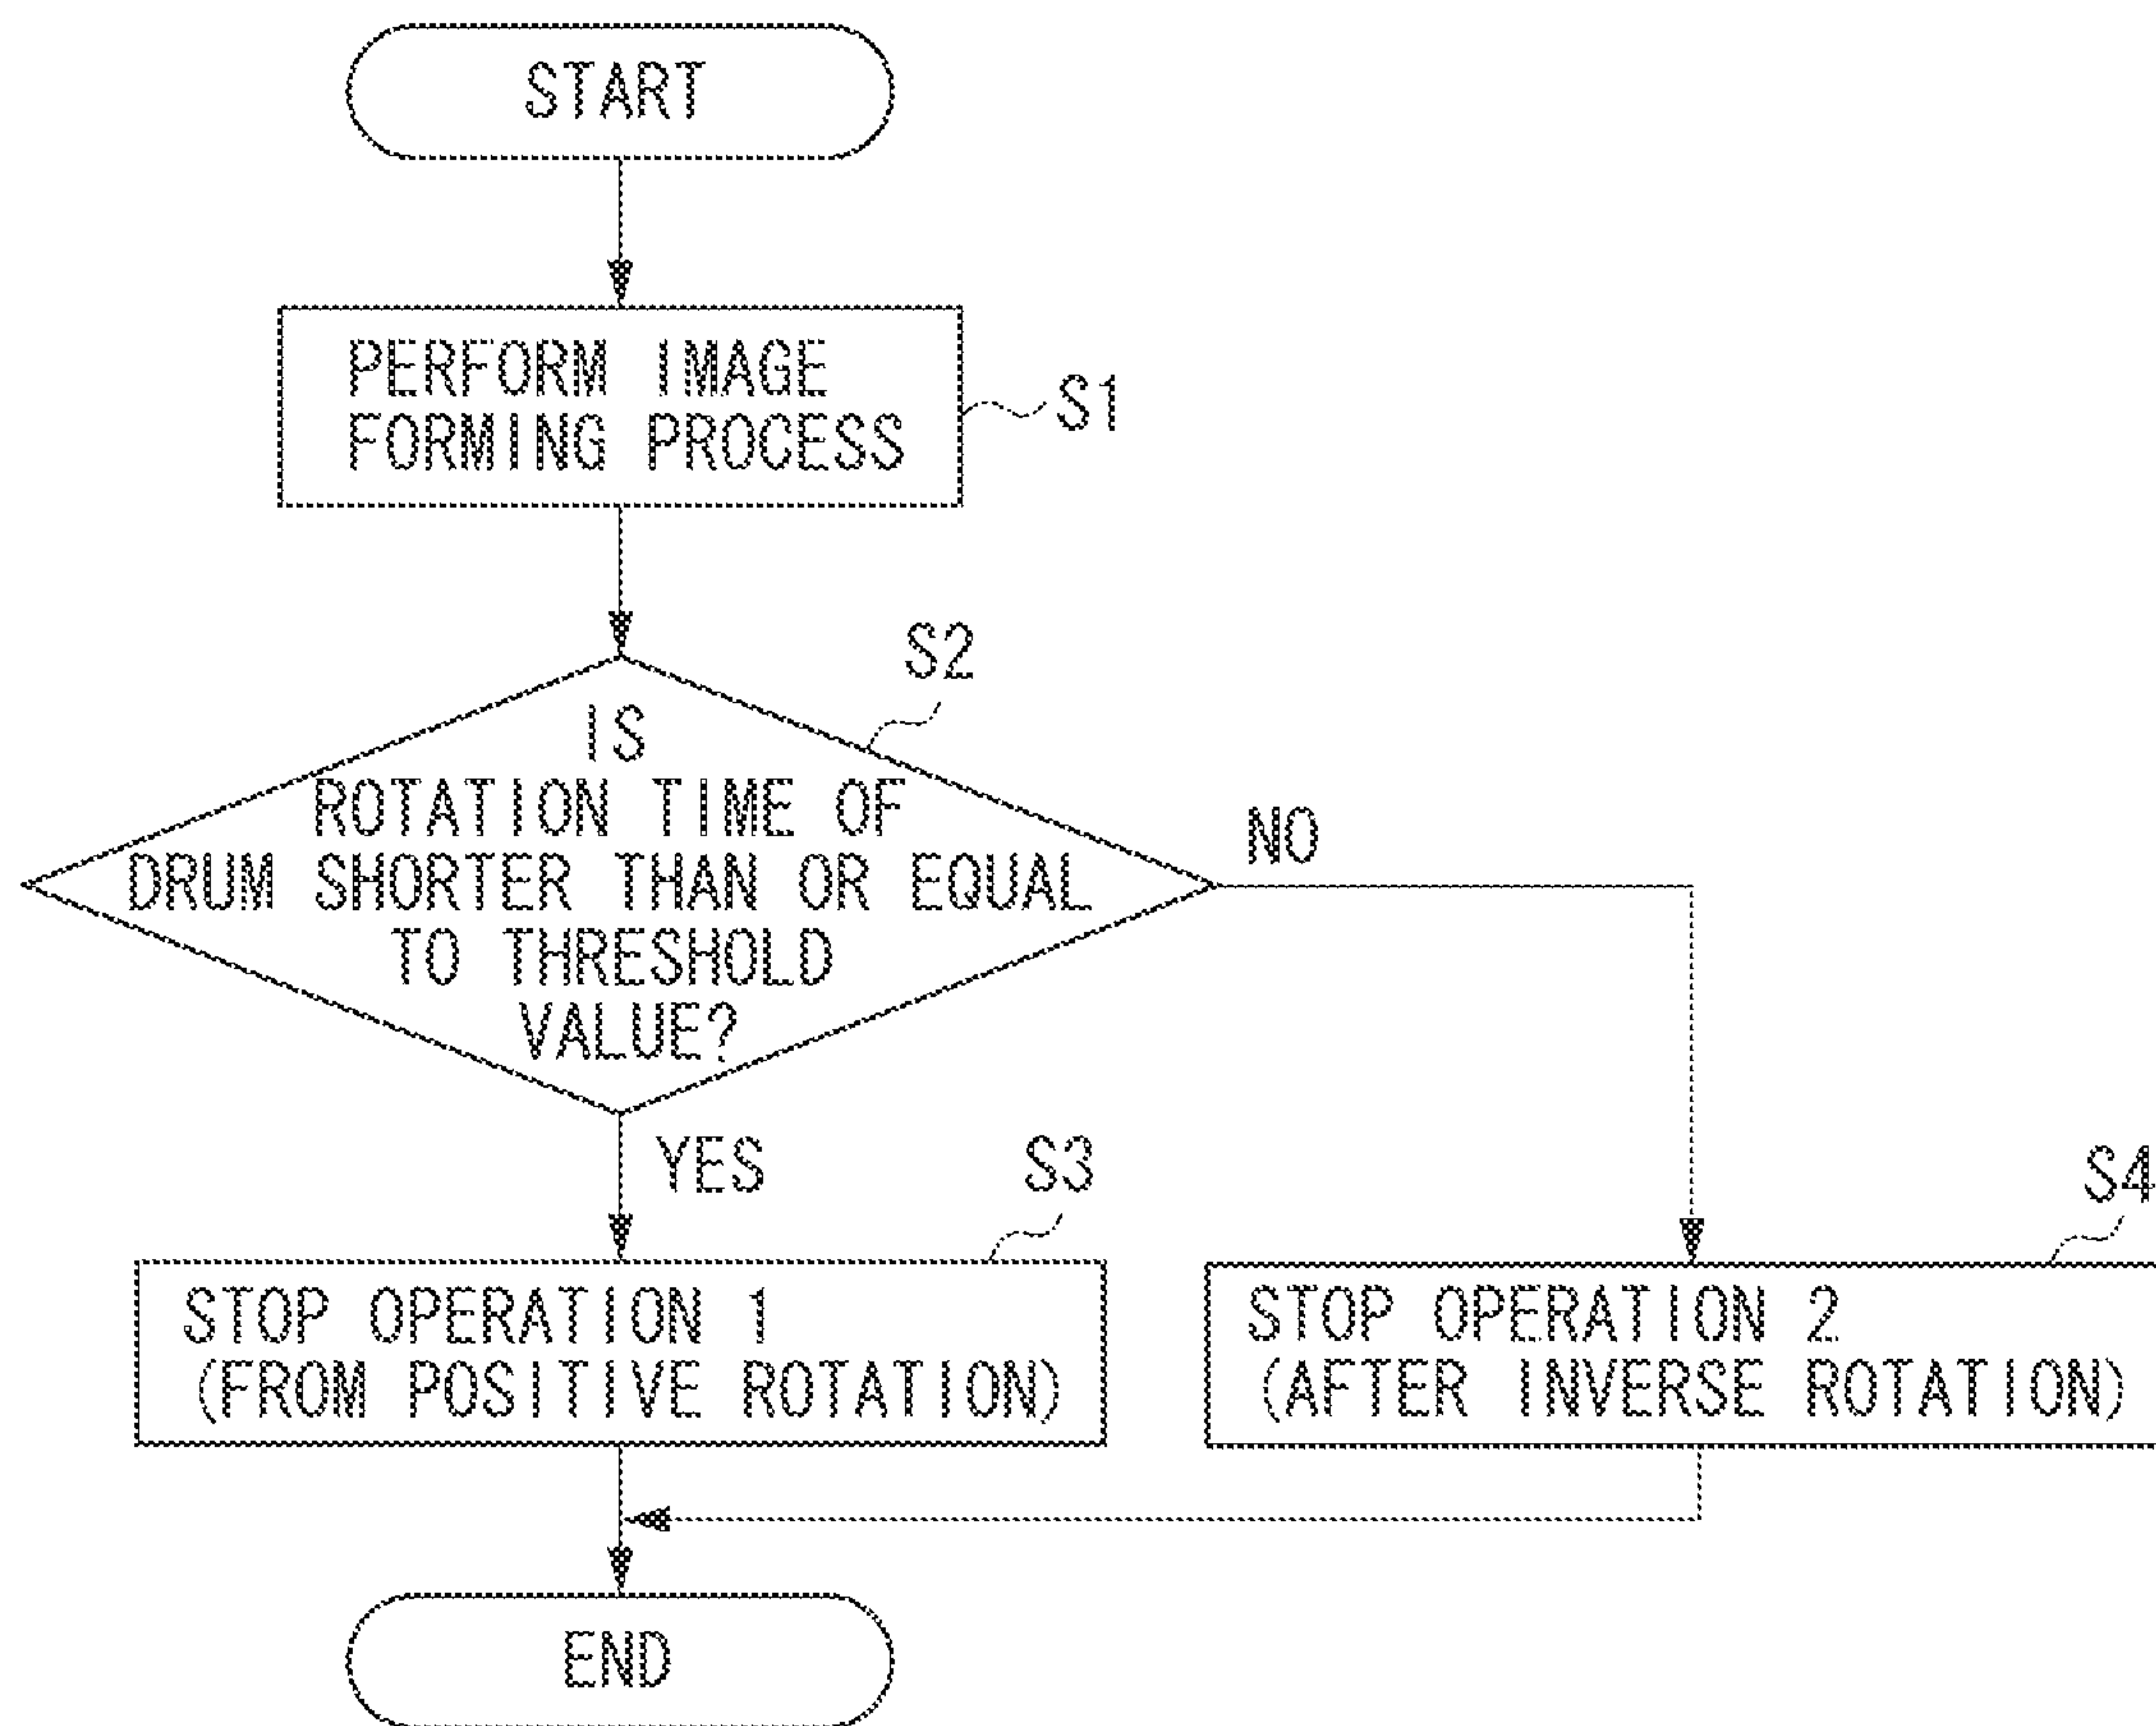 START
PERFORM IMAGE
FORMING PROCESS
S1
S2
IS
ROTATION TIME OF
DRUM SHORTER THAN OR EQUAL
TO THRESHOLD
VALUE?
NO
YES
S3
S4
STOP OPERATION 1
(FROM POSITIVE ROTATION)
STOP OPERATION 2
(AFTER INVERSE ROTATION)
END